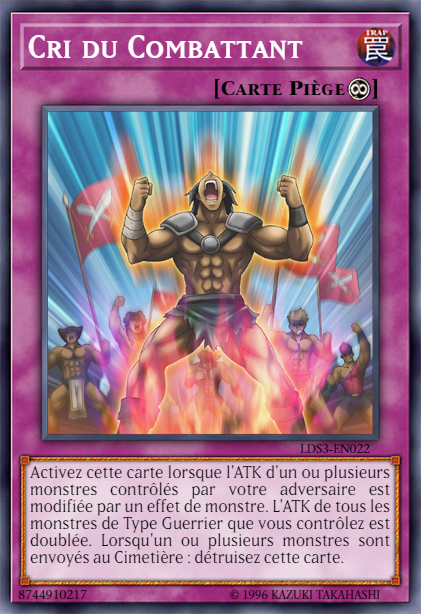 Cri du Combattant
TRAP
罠
[Carte Piège]
LDS3-EN022
Activez cette carte lorsque l'ATK d'un ou plusieurs
monstres contrôlés par votre adversaire est
modifiée par un effet de monstre. L'ATK de tous les
monstres de Type Guerrier que vous contrôlez est
doublée. Lorsqu'un ou plusieurs monstres sont
envoyés au Cimetière : détruisez cette carte.
8744910217
© 1996 KAZUKI TAKAHASHI